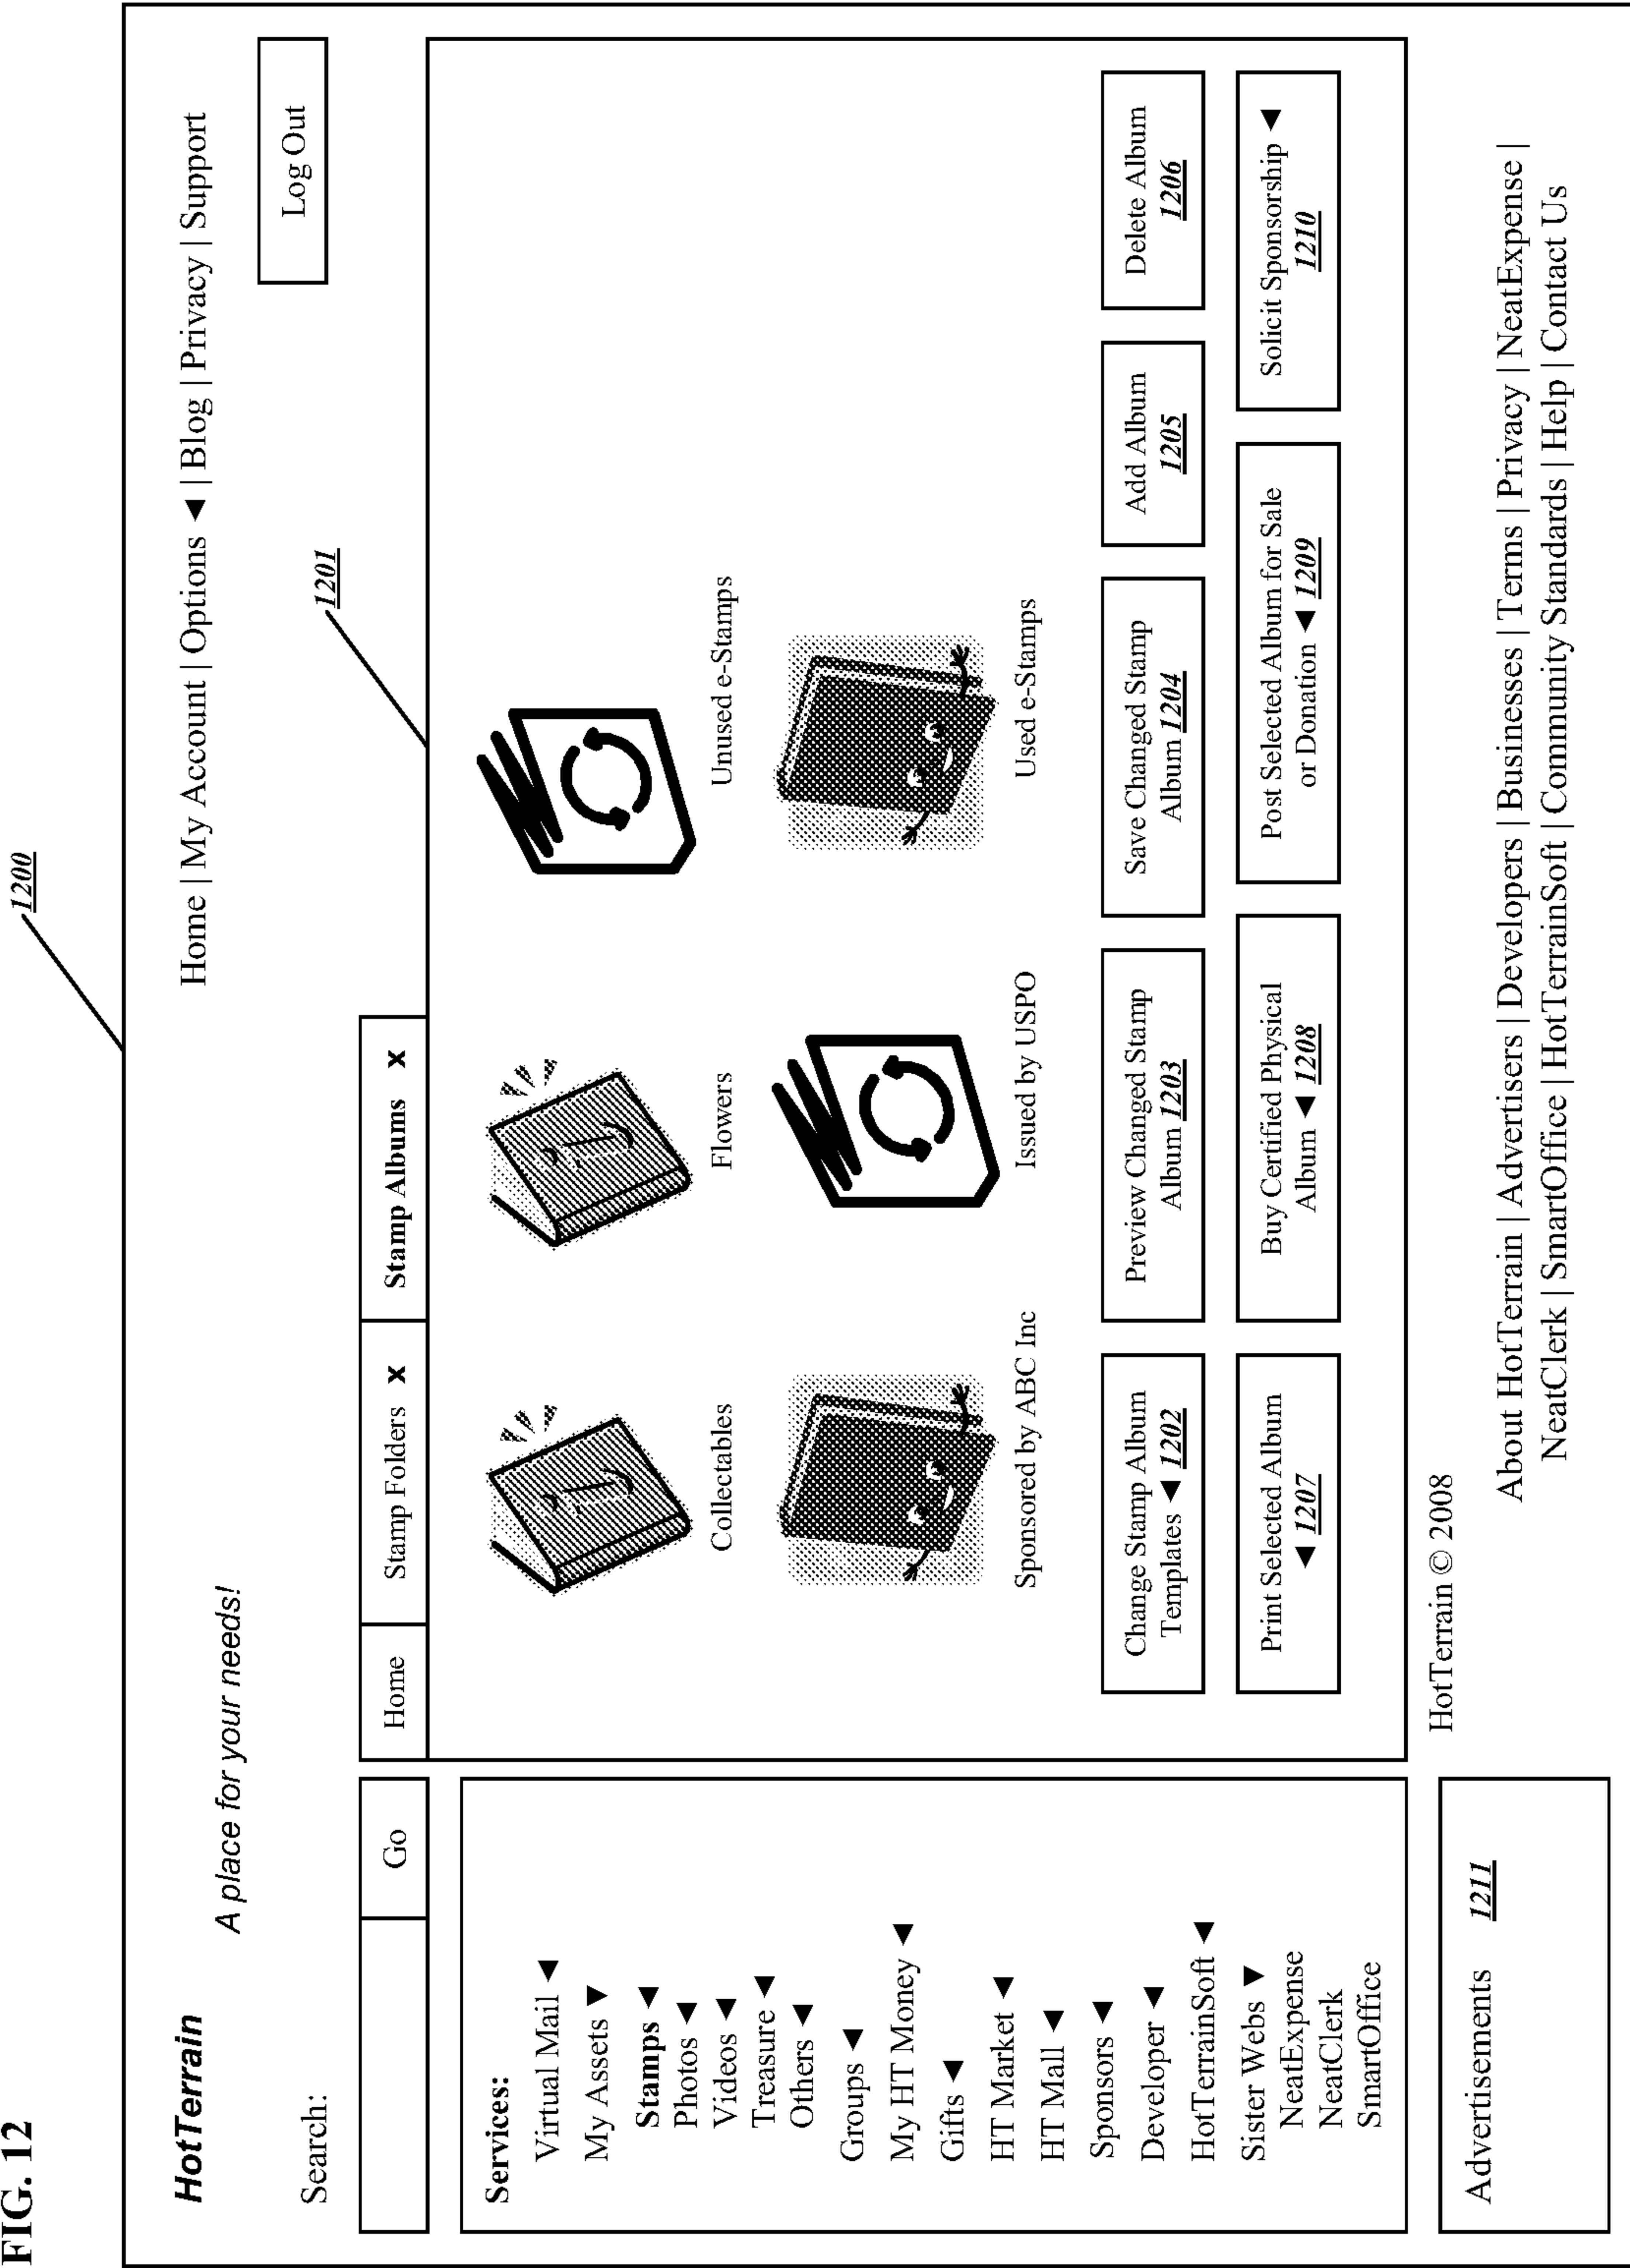 FIG. 12
1200
HotTerrain
A place for your needs!
Home | My Account | Options ◀ | Blog | Privacy | Support
Search:
Log Out
1201
Go
Home
Stamp Folders x
Stamp Albums x
Services:
Virtual Mail ◀
My Assets ▼
Stamps ◀
Photos ◀
Videos ◀
Treasure ◀
Others ◀
Groups ◀
My HT Money ◀
Gifts ◀
HT Market ◀
HT Mall ◀
Sponsors ◀
Developer ◀
HotTerrainSoft ◀
Sister Webs ▼
NeatExpense
NeatClerk
SmartOffice
Collectables
Flowers
Unused e-Stamps
Sponsored by ABC Inc
Issued by USPO
Used e-Stamps
Change Stamp Album
Templates ◀ 1202
Preview Changed Stamp
Album 1203
Save Changed Stamp
Album 1204
Add Album
1205
Delete Album
1206
Print Selected Album
◀ 1207
Buy Certified Physical
Album ◀ 1208
Post Selected Album for Sale
or Donation ◀ 1209
Solicit Sponsorship ◀
1210
Advertisements 1211
HotTerrain © 2008
About HotTerrain | Advertisers | Developers | Businesses | Terms | Privacy | NeatExpense |
NeatClerk | SmartOffice | HotTerrainSoft | Community Standards | Help | Contact Us